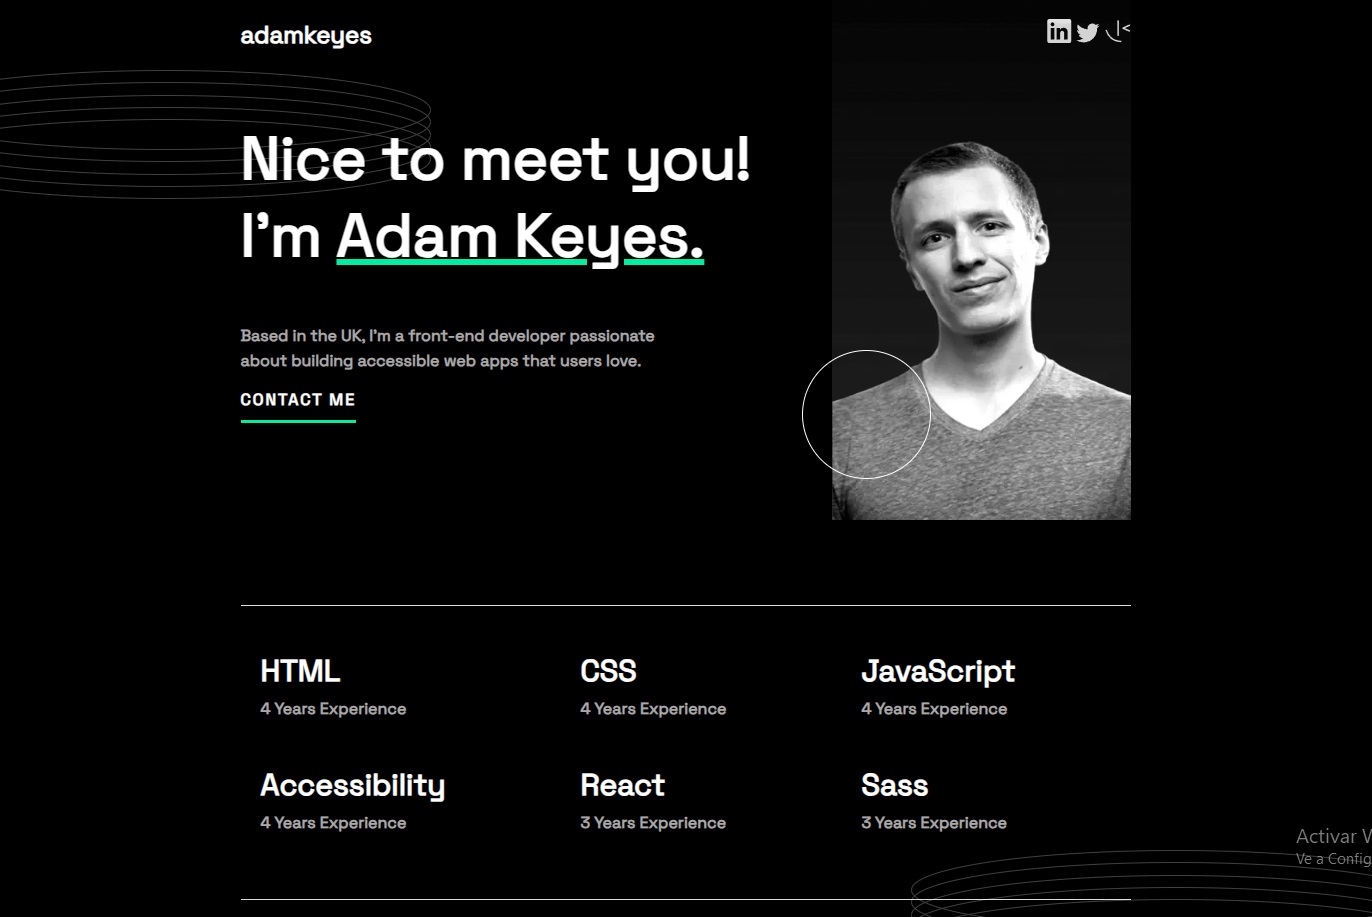 adamkeyes
in
Nice to meet you!
I’m Adam Keyes.
Based in the UK, I’m a front-end developer passionate
about building accessible web apps that users love.
CONTACT ME
HTML
4 Years Experience
CSS
4 Years Experience
JavaScript
4 Years Experience
Accessibility
4 Years Experience
React
3 Years Experience
Sass
3 Years Experience
Activar W
Ve a Config